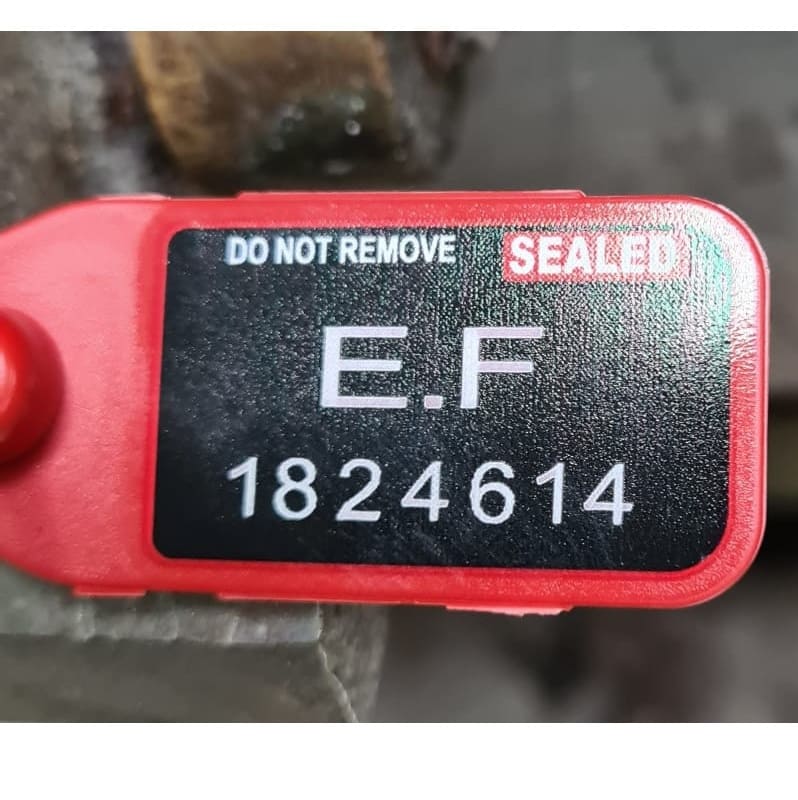 DO NOT REMOVE SEALED
E.F
1824614